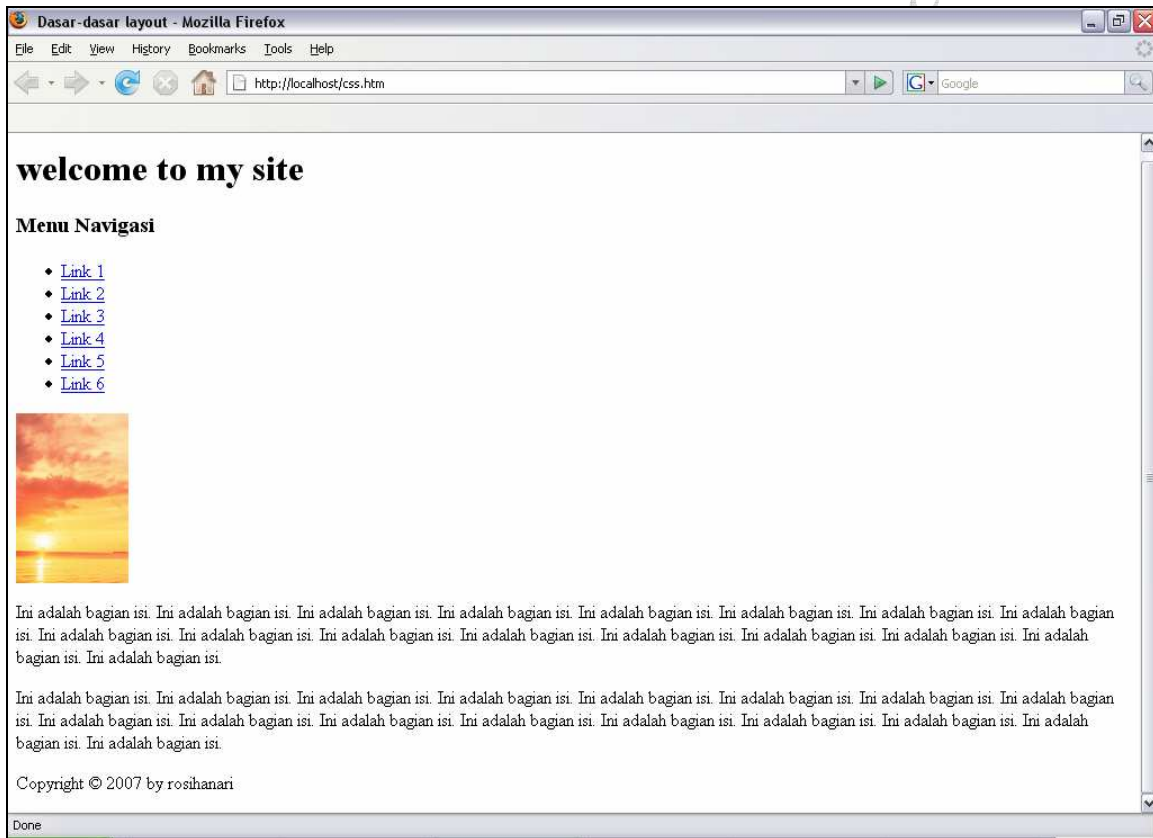 Dasar-dasar layout - Mozilla Firefox
File Edit View History Bookmarks Tools Help
http://localhost/css.htm
G Google
welcome to my site
Menu Navigasi
Link 1
Link 2
Link 3
Link 4
Link 5
Link 6
Ini adalah bagian isi. Ini adalah bagian isi. Ini adalah bagian isi. Ini adalah bagian isi. Ini adalah bagian isi. Ini adalah bagian isi. Ini adalah bagian isi. Ini adalah bagian
isi. Ini adalah bagian isi. Ini adalah bagian isi. Ini adalah bagian isi. Ini adalah bagian isi. Ini adalah bagian isi. Ini adalah bagian isi. Ini adalah bagian isi. Ini adalah
bagian isi. Ini adalah bagian isi.
Ini adalah bagian isi. Ini adalah bagian isi. Ini adalah bagian isi. Ini adalah bagian isi. Ini adalah bagian isi. Ini adalah bagian isi. Ini adalah bagian isi. Ini adalah bagian
isi. Ini adalah bagian isi. Ini adalah bagian isi. Ini adalah bagian isi. Ini adalah bagian isi. Ini adalah bagian isi. Ini adalah bagian isi. Ini adalah bagian isi. Ini adalah
bagian isi. Ini adalah bagian isi.
Copyright © 2007 by rosihanari
Done